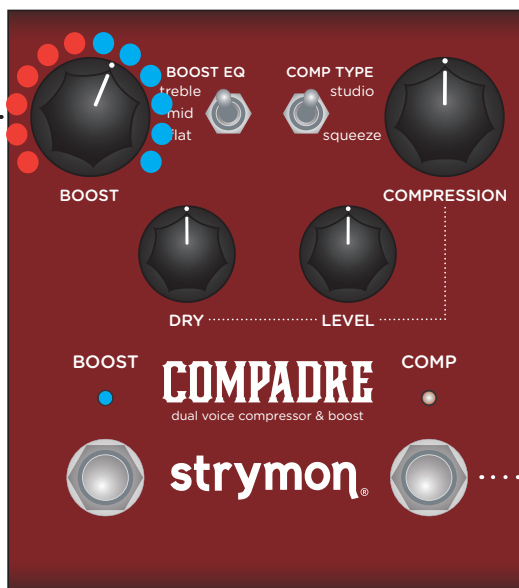 BOOST EQ
treble
mid
flat
COMP TYPE
studio
squeeze
BOOST
COMPRESSION
DRY
LEVEL
BOOST
COMPADRE
COMP
dual voice compressor & boost
strymon®